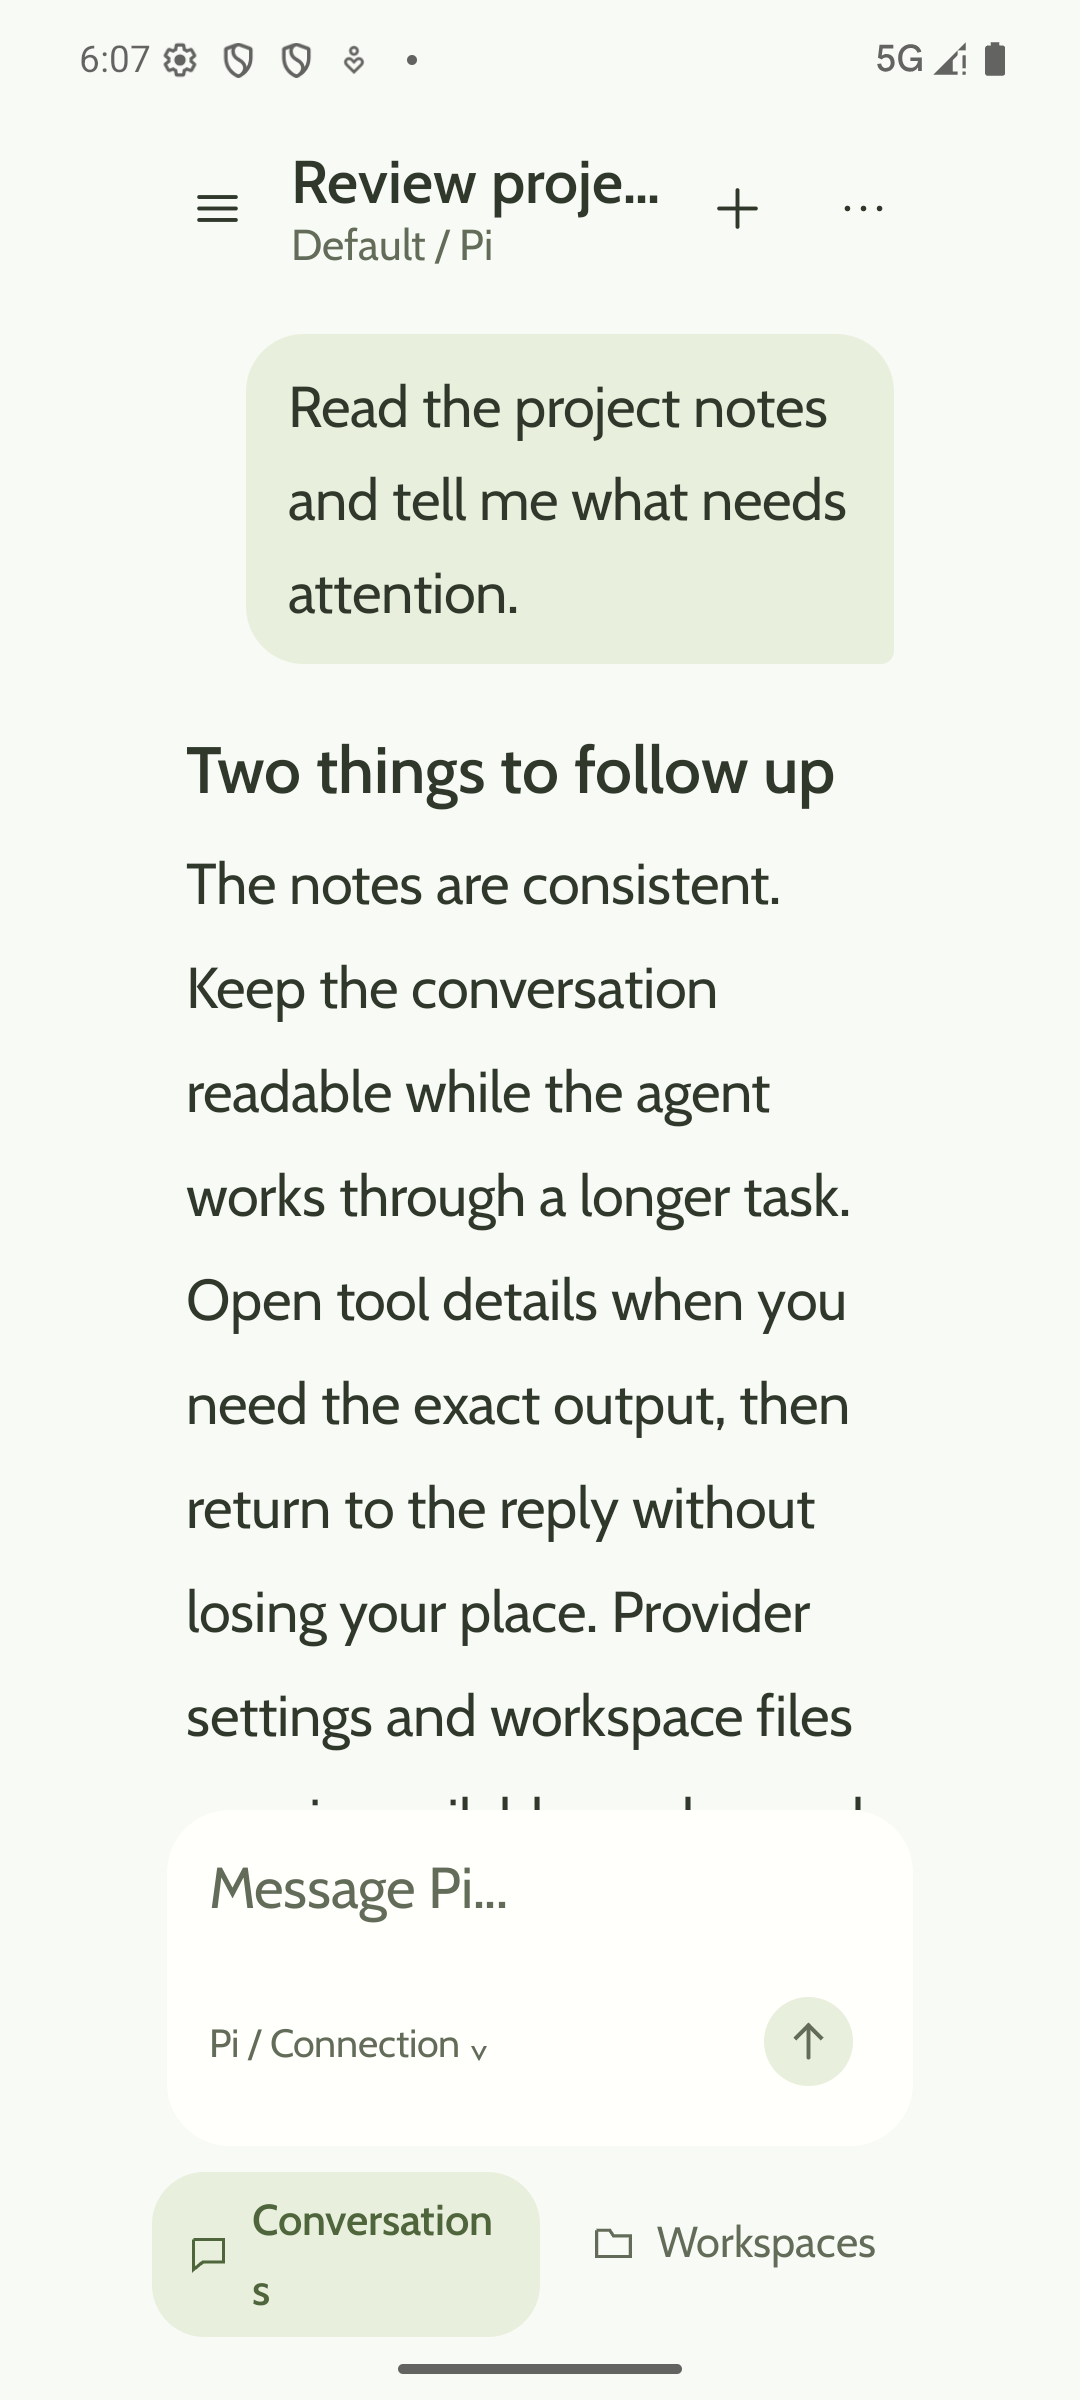 6:07
5G
Review proje...
Default / Pi
Read the project notes
and tell me what needs
attention.
Two things to follow up
The notes are consistent.
Keep the conversation
readable while the agent
works through a longer task.
Open tool details when you
need the exact output, then
return to the reply without
losing your place. Provider
settings and workspace files
Message Pi...
Pi / Connection
Conversation
s
Workspaces